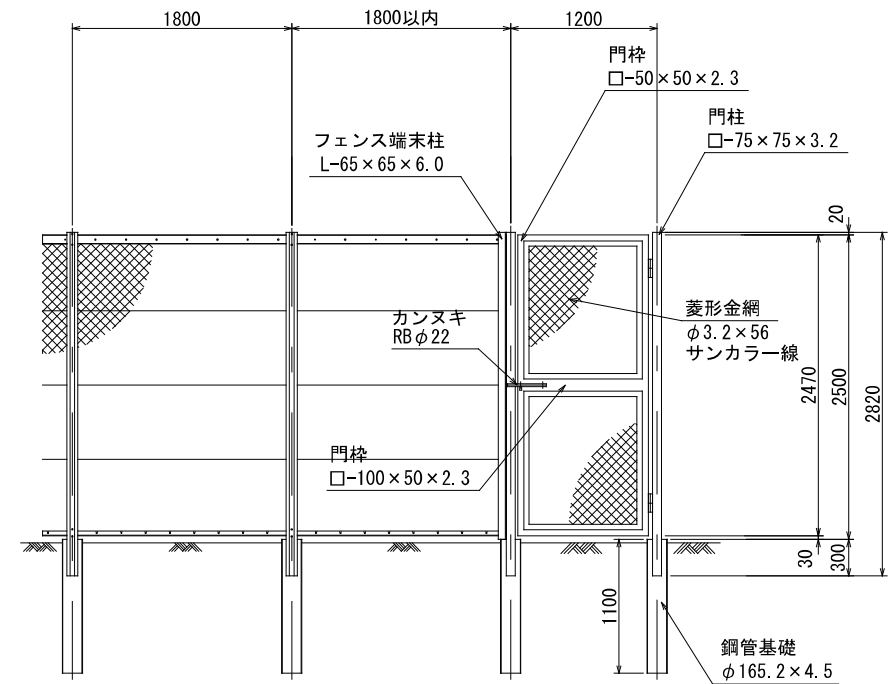 1800
1800以内
1200
門枠
□-50×50×2.3
門柱
□-75×75×3.2
フェンス端末柱
L-65×65×6.0
20
カンヌキ
RBφ22
菱形金網
φ3.2×56
サンカラー線
2470
2500
2820
門枠
□-100×50×2.3
30
300
1100
鋼管基礎
φ165.2×4.5